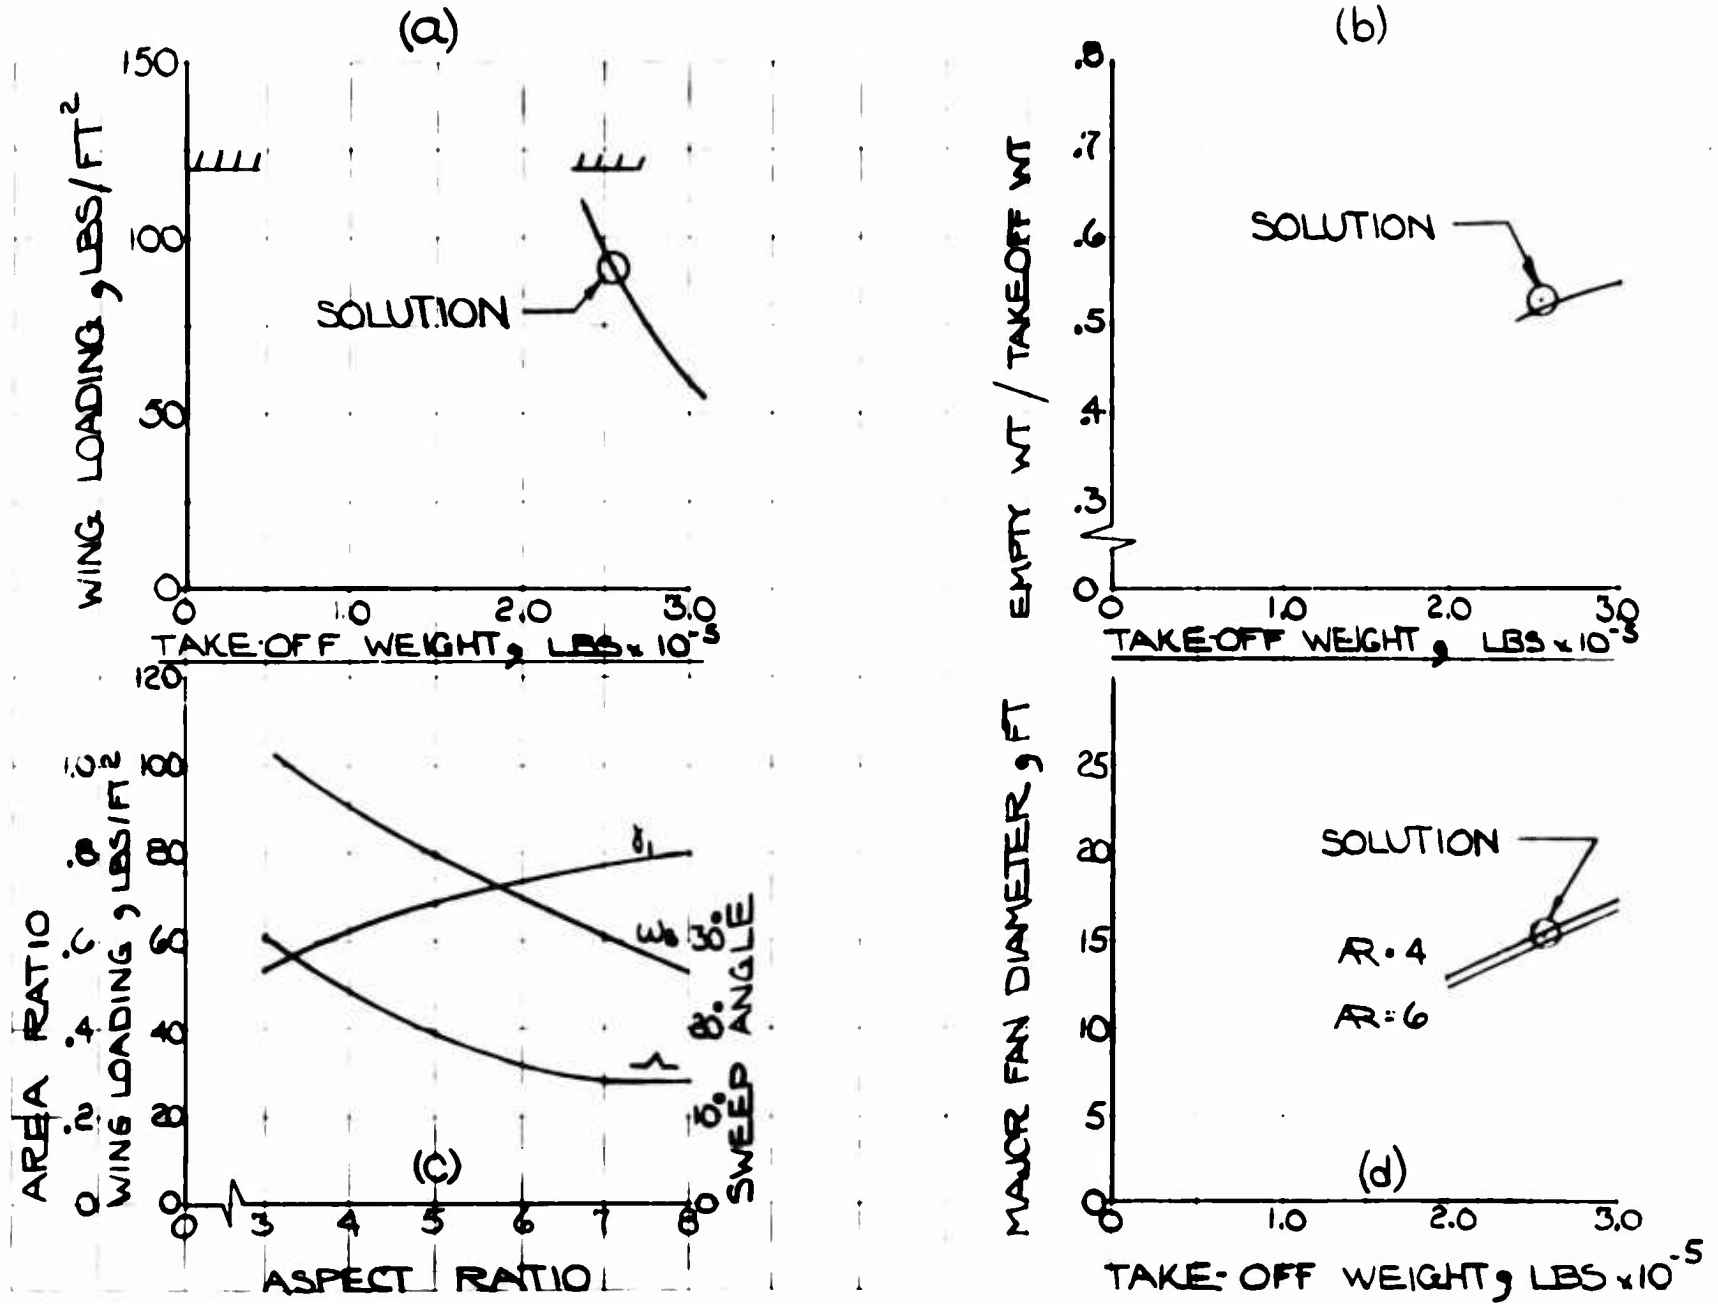 (a)
150
100
50
0
WING LOADING, LBS/FT²
SOLUTION
0 1.0 2.0 3.0
TAKE-OFF WEIGHT, LBS x 10⁻⁵
(b)
.8
.7
.6
.5
.4
.3
0
EMPTY WT / TAKEOFF WT
SOLUTION
0 1.0 2.0 3.0
TAKE-OFF WEIGHT, LBS x 10⁻⁵
AREA RATIO
1.0
.8
.6
.4
.2
0
WING LOADING, LBS/FT²
120
100
80
60
40
20
0
γ₁
Λ
30°
20°
10°
0
SWEEP ANGLE
(c)
0 3 4 5 6 7 8
ASPECT RATIO
MAJOR FAN DIAMETER, FT
25
20
15
10
5
0
SOLUTION
AR = 4
AR = 6
(d)
0 1.0 2.0 3.0
TAKE-OFF WEIGHT, LBS x 10⁻⁵